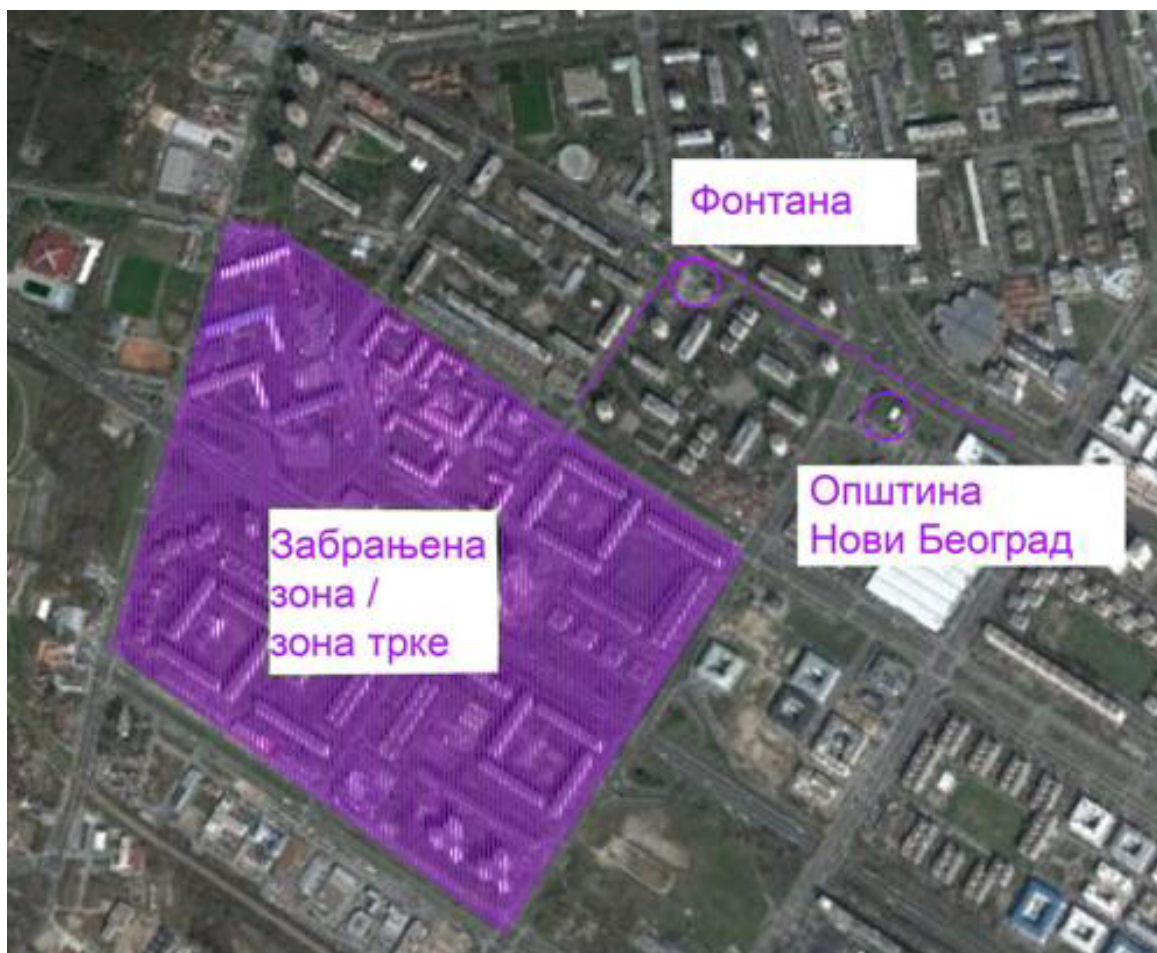 Фонтана
Општина
Нови Београд
Забрањена
зона /
зона трке